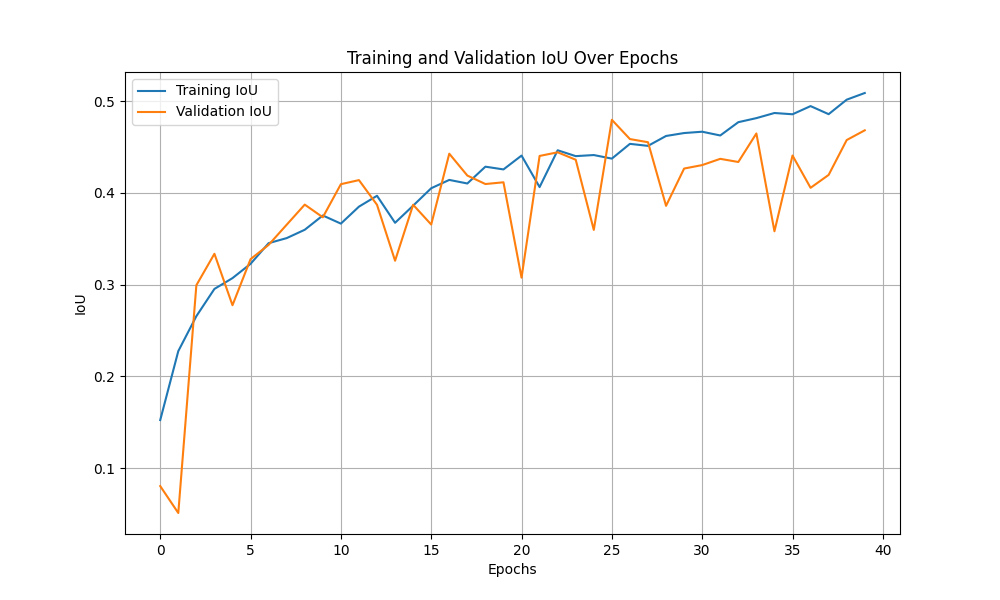 Training and Validation IoU Over Epochs
Training IoU
Validation IoU
0.5
0.4
0.3
0.2
0.1
IoU
0 5 10 15 20 25 30 35 40
Epochs